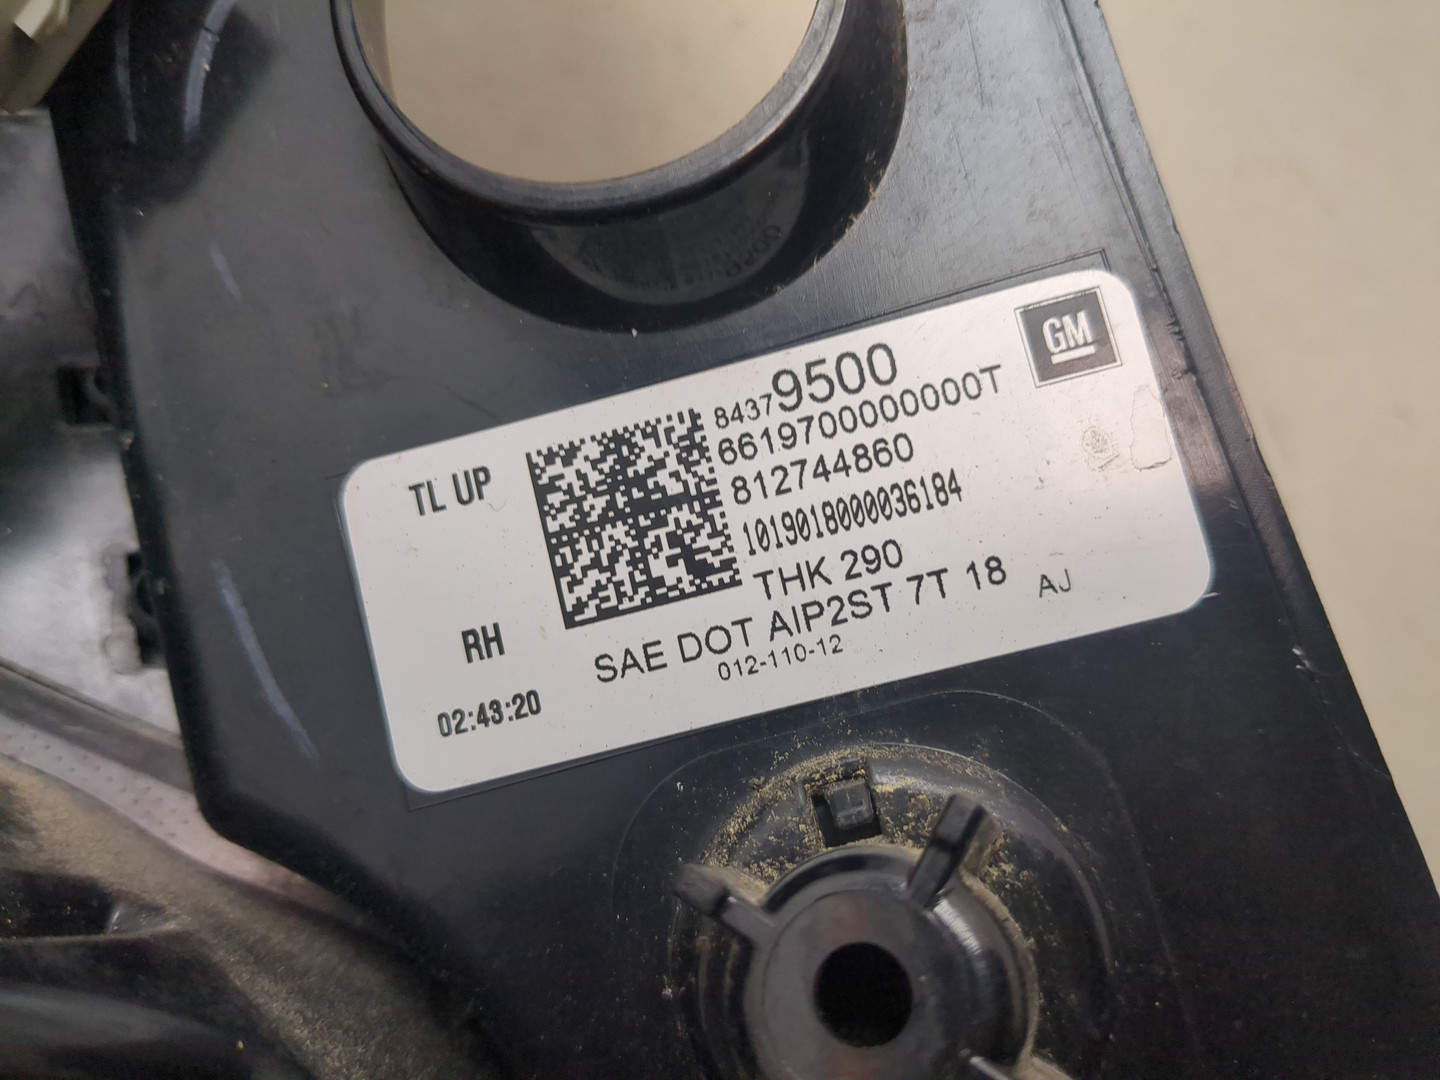 GM
84379500
6619700000000T
812744860
1019018000036184
THK 290
SAE DOT AIP2ST 7T 18
AJ
012-110-12
TL UP
RH
02:43:20